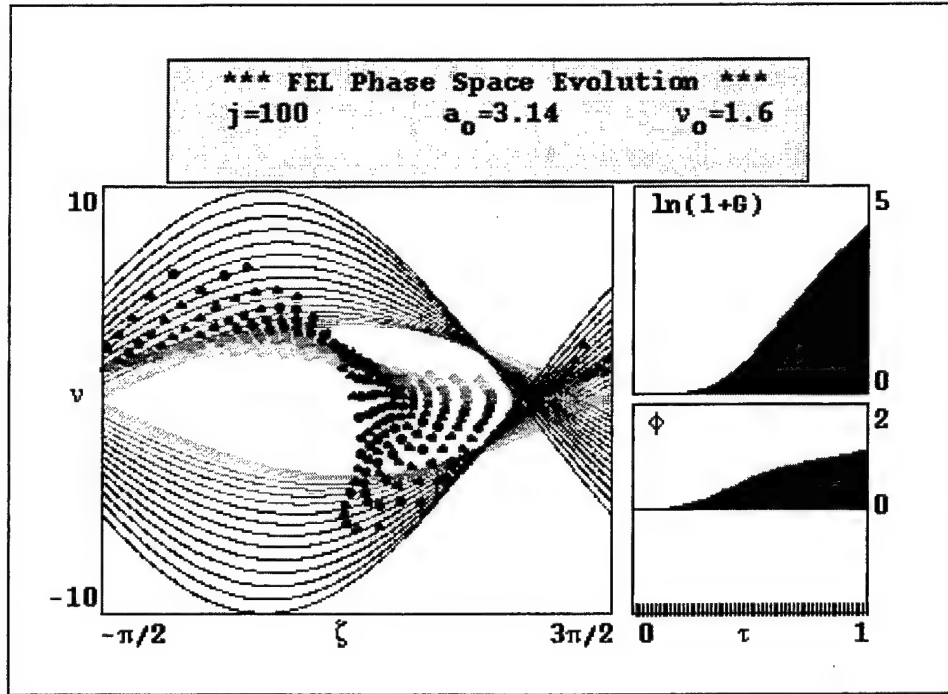 *** FEL Phase Space Evolution ***
j=100 a₀=3.14 ν₀=1.6
10
ν
-10
-π/2 ζ 3π/2
ln(1+G) 5
0
ϕ 2
0
0 τ 1